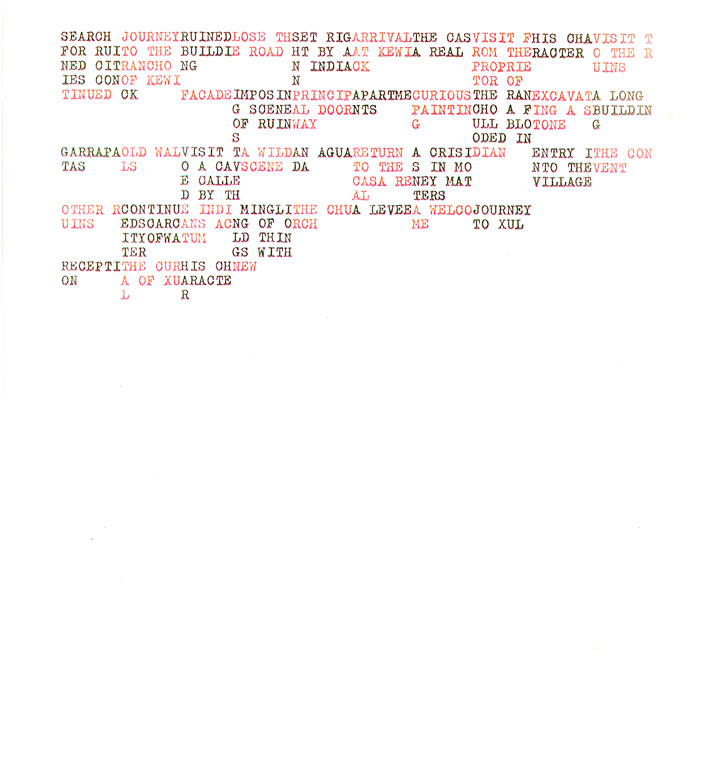 SEARCH JOURNEYRUINEDLOSE THSET RIGARRIVALTHE CASVISIT FHIS CHAVISIT T
FOR RUITO THE BUILDIE ROAD HT BY AAT KEWIA REAL ROM THERACTER O THE R
NED CITRANCHO NG N INDIACK PROPRIE UINS
IES CONOF KEWI N TOR OF
TINUED CK FACADEIMPOSINPRINCIPAPARTMECURIOUSTHE RANEXCAVATA LONG
G SCENEAL DOORNTS PAINTINCHO A FING A SBUILDIN
OF RUINWAY G ULL BLOTONE G
S ODED IN
GARRAPAOLD WALVISIT TA WILDAN AGUARETURN A CRISIDIAN ENTRY ITHE CON
TAS LS O A CAVSCENE DA TO THE S IN MO NTO THEVENT
E CALLE CASA RENEY MAT VILLAGE
D BY TH AL TERS
OTHER RCONTINUE INDI MINGLITHE CHUA LEVEEA WELCOJOURNEY
UINS EDSCARCANS ACNG OF ORCH ME TO XUL
ITYOFWATUM LD THIN
TER GS WITH
RECEPTITHE CURHIS CHNEW
ON A OF XUARACTE
L R